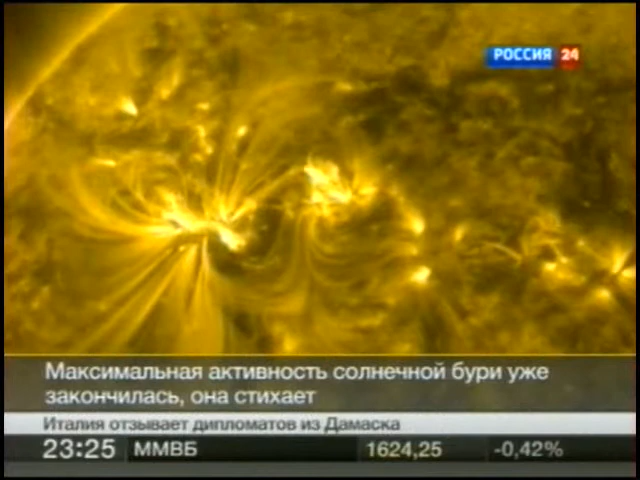 РОССИЯ 24
Максимальная активность солнечной бури уже
закончилась, она стихает
Италия отзывает дипломатов из Дамаска
23:25 ММВБ 1624,25 -0,42%